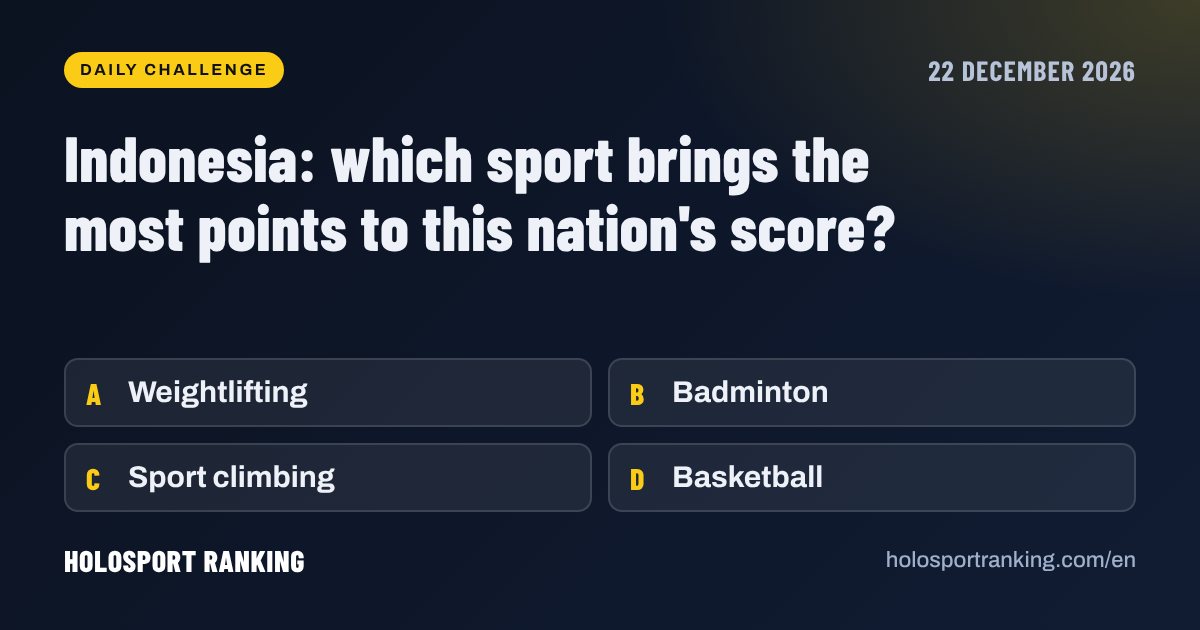 DAILY CHALLENGE
22 DECEMBER 2026
Indonesia: which sport brings the
most points to this nation's score?
A Weightlifting
B Badminton
C Sport climbing
D Basketball
HOLOSPORT RANKING
holosportranking.com/en